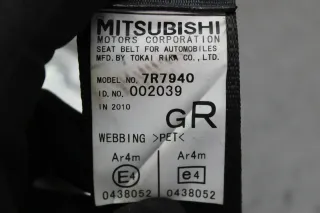 MITSUBISHI
MOTORS CORPORATION
SEAT BELT FOR AUTOMOBILES
MFD.BY TOKAI RIKA CO.,LTD.
MODEL NO. 7R7940
ID.NO. 002039
IN 2010
GR
WEBBING >PET<
Ar4m Ar4m
E4 e4
0438052 0438052